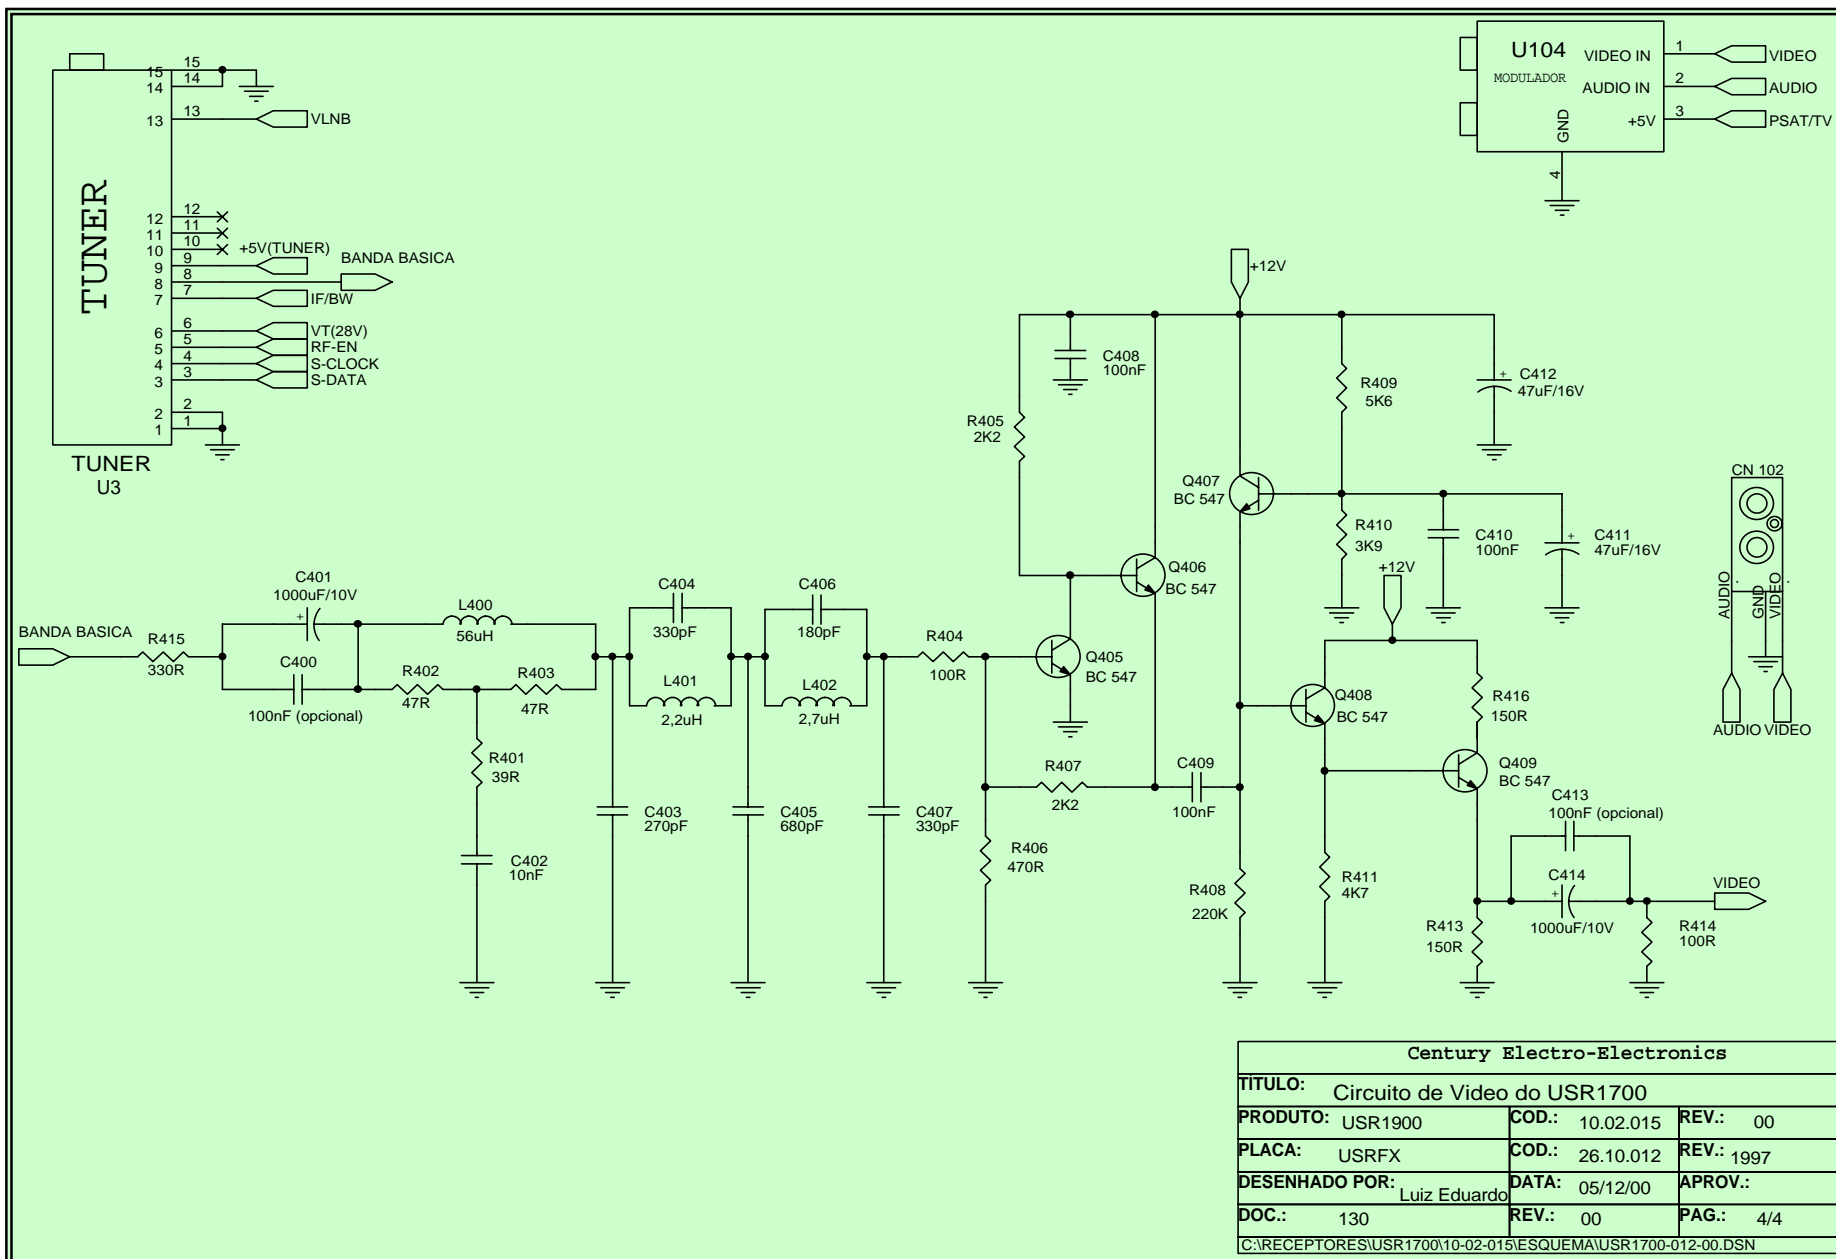 15
15
14
14
13
13
VLNB
TUNER
12
12
11
11
10
10
+5V(TUNER)
9
9
BANDA BASICA
8
8
7
7
IF/BW
6
6
VT(28V)
5
5
RF-EN
4
4
S-CLOCK
3
3
S-DATA
2
2
1
1
TUNER
U3
U104
MODULADOR
VIDEO IN
1
VIDEO
AUDIO IN
2
AUDIO
+5V
3
PSAT/TV
GND
4
+12V
C408
100nF
R409
5K6
C412
47uF/16V
R405
2K2
Q407
BC 547
R410
3K9
C410
100nF
C411
47uF/16V
CN 102
AUDIO
GND
VIDEO
AUDIO VIDEO
+12V
Q406
BC 547
BANDA BASICA
R415
330R
C401
1000uF/10V
C400
100nF (opcional)
L400
56uH
R402
47R
R403
47R
R401
39R
C402
10nF
C404
330pF
L401
2,2uH
C406
180pF
L402
2,7uH
C403
270pF
C405
680pF
C407
330pF
R404
100R
Q405
BC 547
R407
2K2
R406
470R
C409
100nF
R408
220K
Q408
BC 547
R416
150R
Q409
BC 547
R411
4K7
C413
100nF (opcional)
C414
1000uF/10V
R413
150R
R414
100R
VIDEO
Century Electro-Electronics
TÍTULO: Circuito de Video do USR1700
PRODUTO: USR1900 COD.: 10.02.015 REV.: 00
PLACA: USRFX COD.: 26.10.012 REV.: 1997
DESENHADO POR: Luiz Eduardo DATA: 05/12/00 APROV.:
DOC.: 130 REV.: 00 PAG.: 4/4
C:\RECEPTORES\USR1700\10-02-015\ESQUEMA\USR1700-012-00.DSN